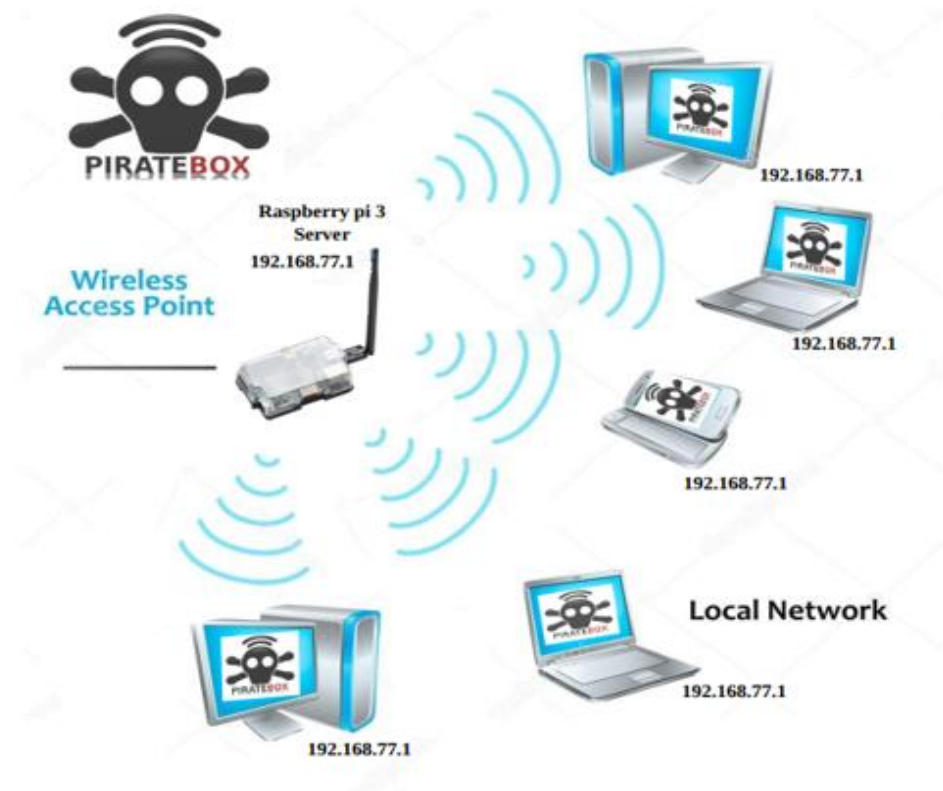 PIRATEBOX
Raspberry pi 3
Server
192.168.77.1
Wireless
Access Point
PIRATEBOX
192.168.77.1
PIRATEBOX
192.168.77.1
PIRATEBOX
192.168.77.1
PIRATEBOX
Local Network
192.168.77.1
PIRATEBOX
192.168.77.1